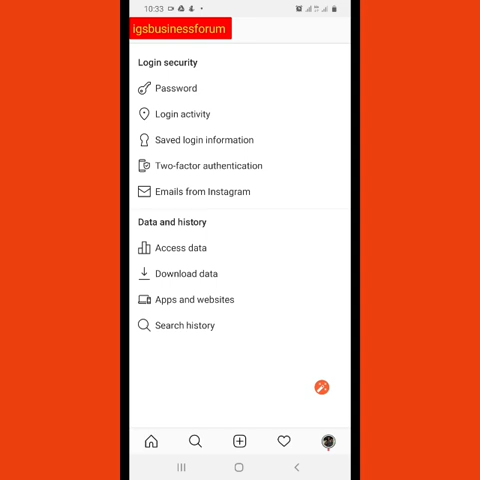 10:33
igsbusinessforum
Login security
Password
Login activity
Saved login information
Two-factor authentication
Emails from Instagram
Data and history
Access data
Download data
Apps and websites
Search history